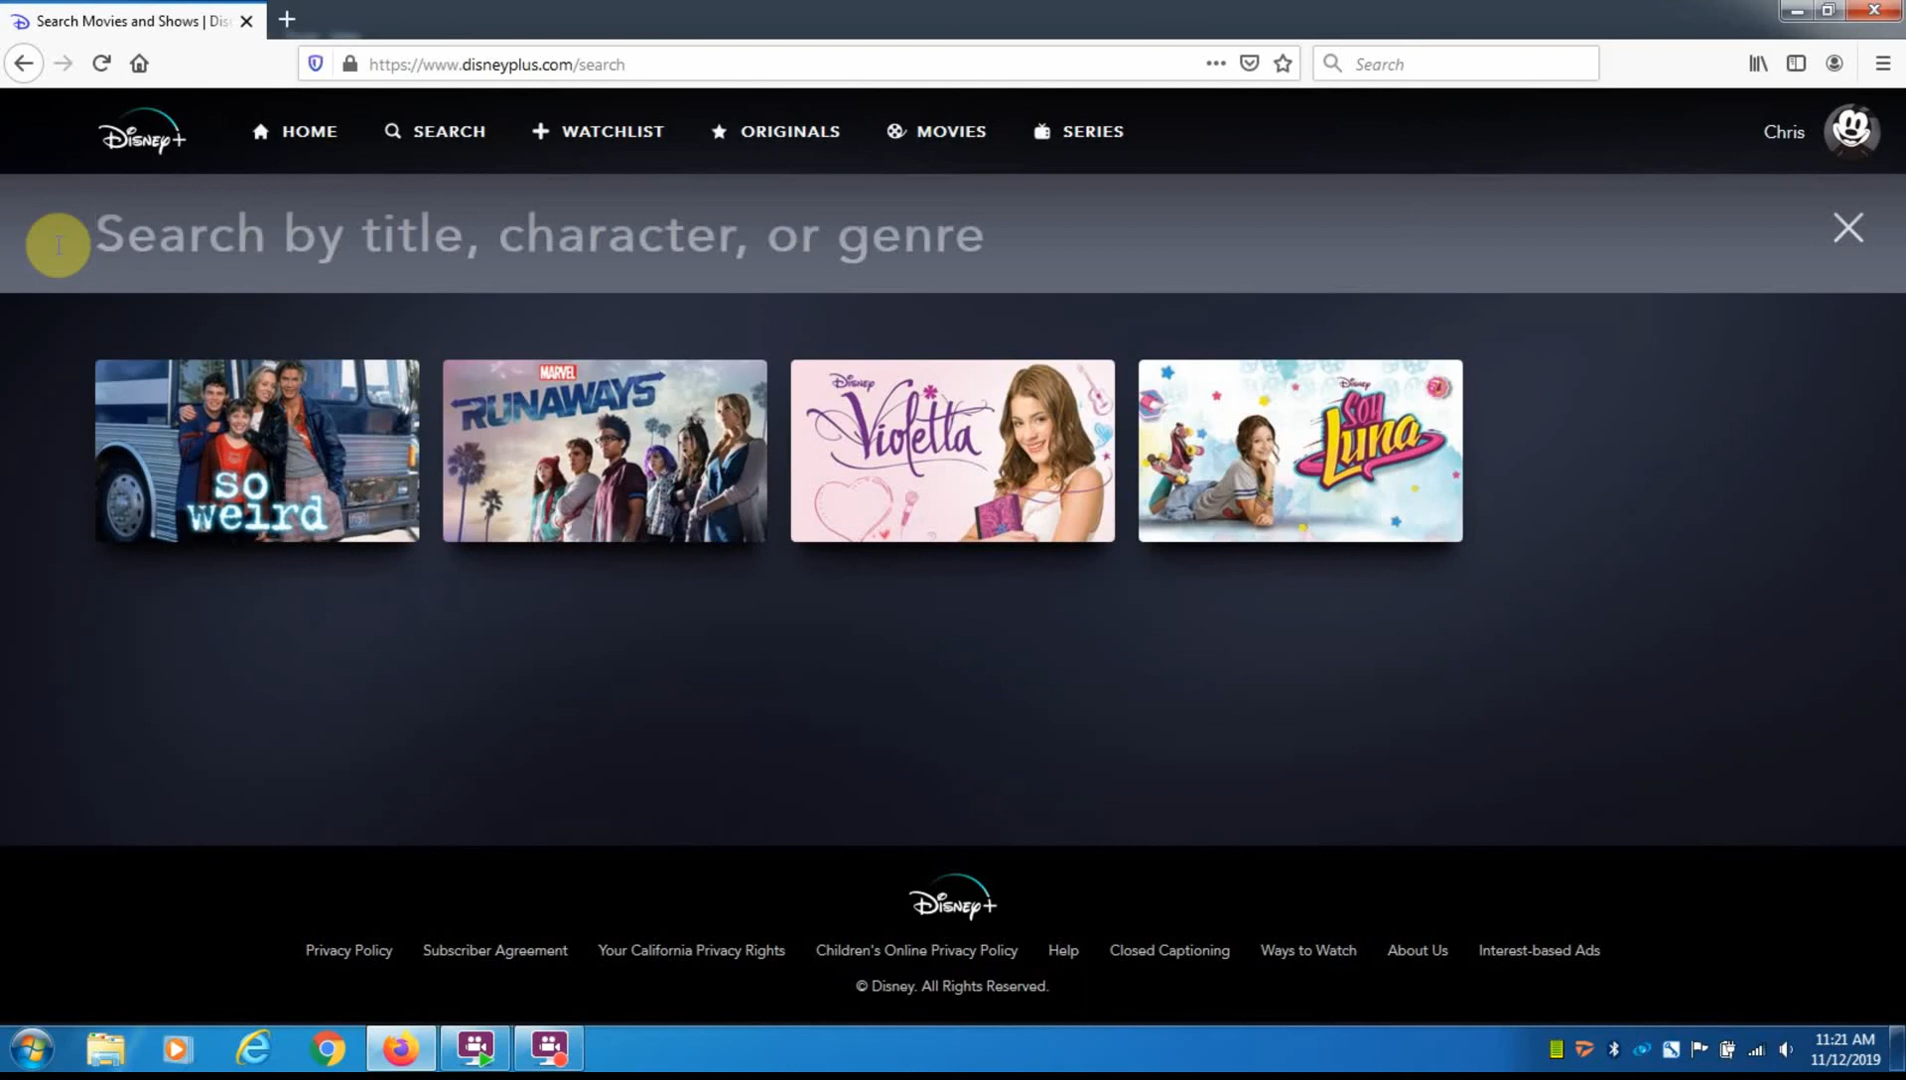 Search Movies and Shows | Dis
https://www.disneyplus.com/search
Search
Disney+
HOME
SEARCH
WATCHLIST
ORIGINALS
MOVIES
SERIES
Chris
Search by title, character, or genre
so
weird
MARVEL
RUNAWAYS
Disney
Violetta
Disney
SOY
Luna
Disney+
Privacy Policy
Subscriber Agreement
Your California Privacy Rights
Children's Online Privacy Policy
Help
Closed Captioning
Ways to Watch
About Us
Interest-based Ads
© Disney. All Rights Reserved.
11:21 AM
11/12/2019